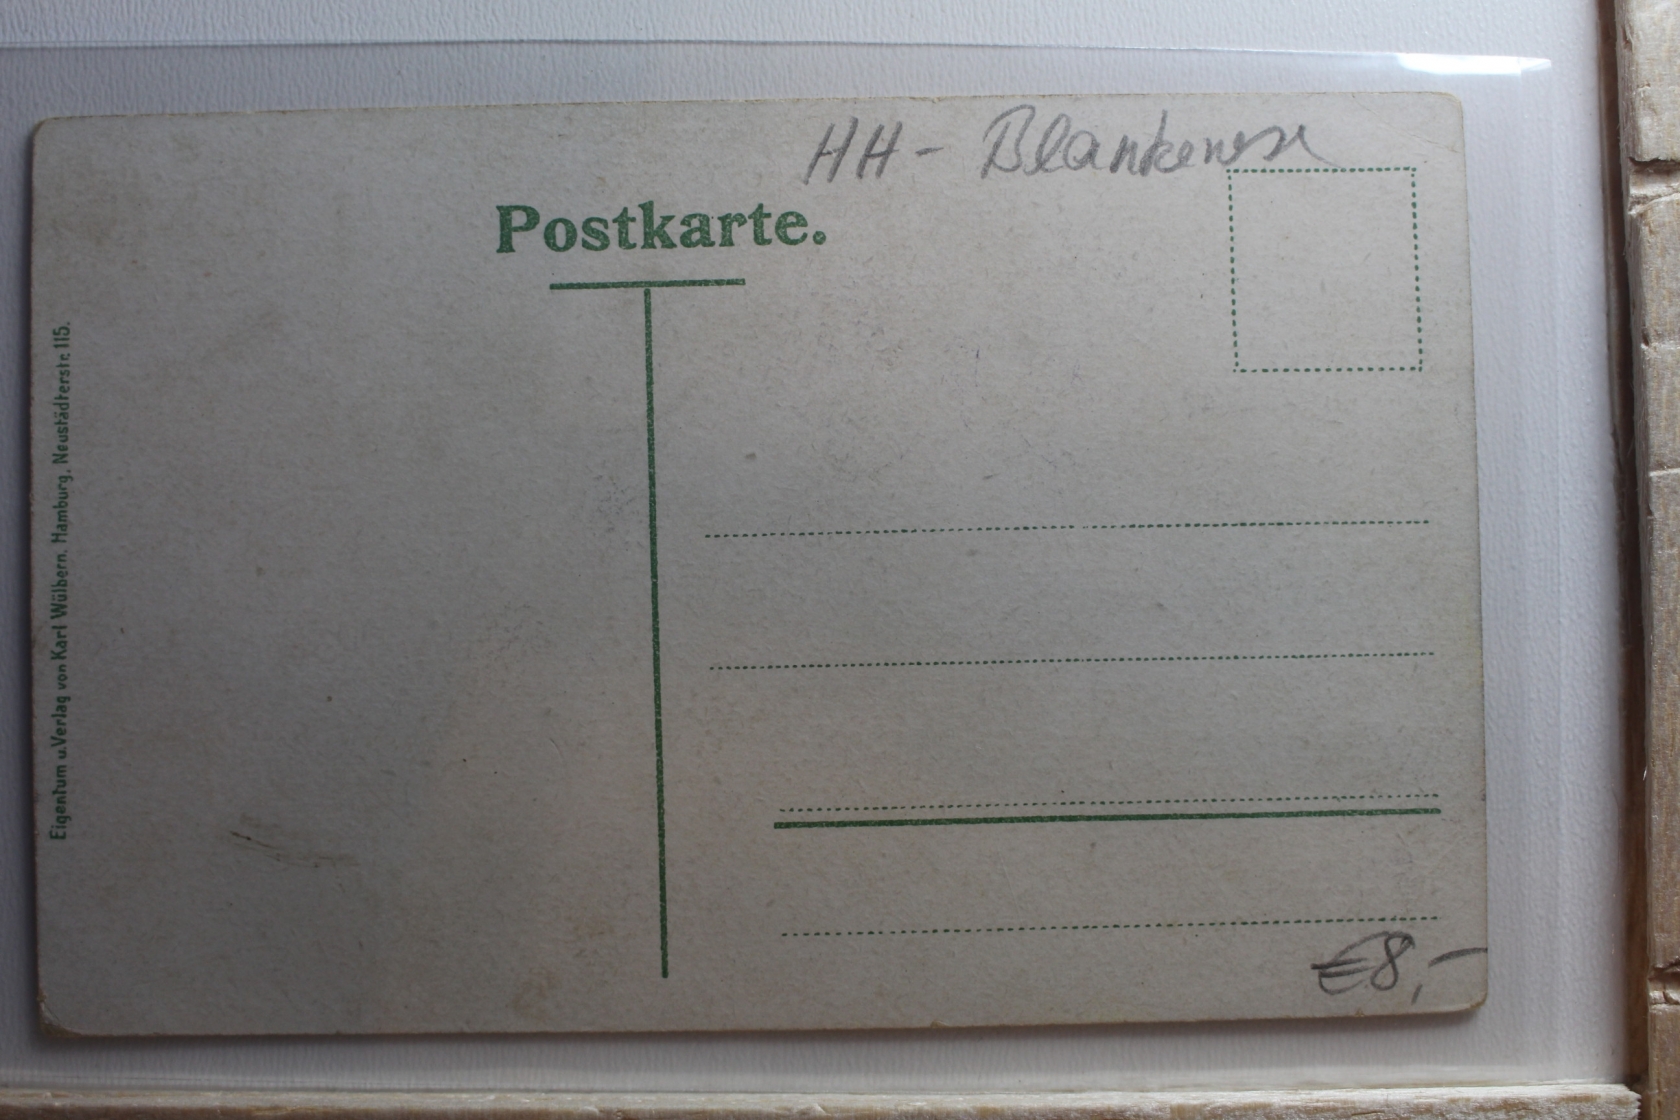 HH - Blankenese
Postkarte.
Eigentum u. Verlag von Karl Wülbern. Hamburg, Neustädterstr. 115.
€8,-